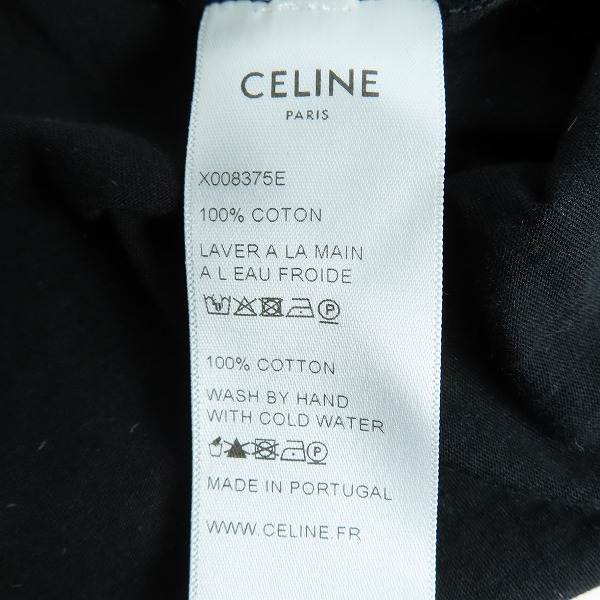 CELINE
PARIS
X008375E
100% COTON
LAVER A LA MAIN
A L EAU FROIDE
P
100% COTTON
WASH BY HAND
WITH COLD WATER
P
MADE IN PORTUGAL
WWW.CELINE.FR